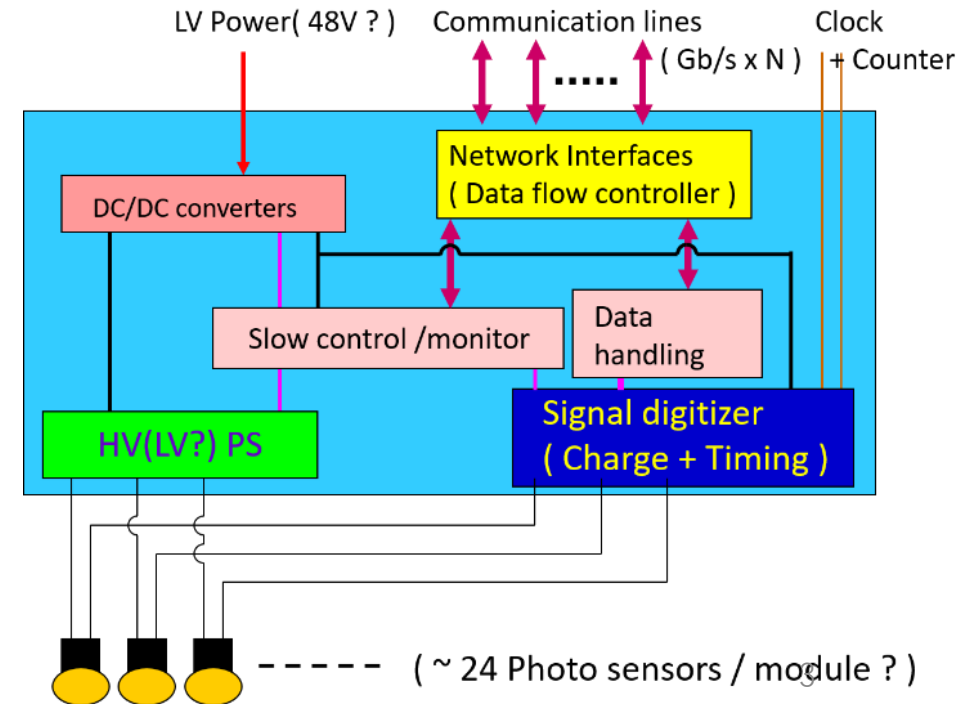 LV Power( 48V ? )
Communication lines
Clock
( Gb/s x N )
+ Counter
Network Interfaces
( Data flow controller )
DC/DC converters
Slow control /monitor
Data
handling
HV(LV?) PS
Signal digitizer
( Charge + Timing )
( ~ 24 Photo sensors / module ? )
3